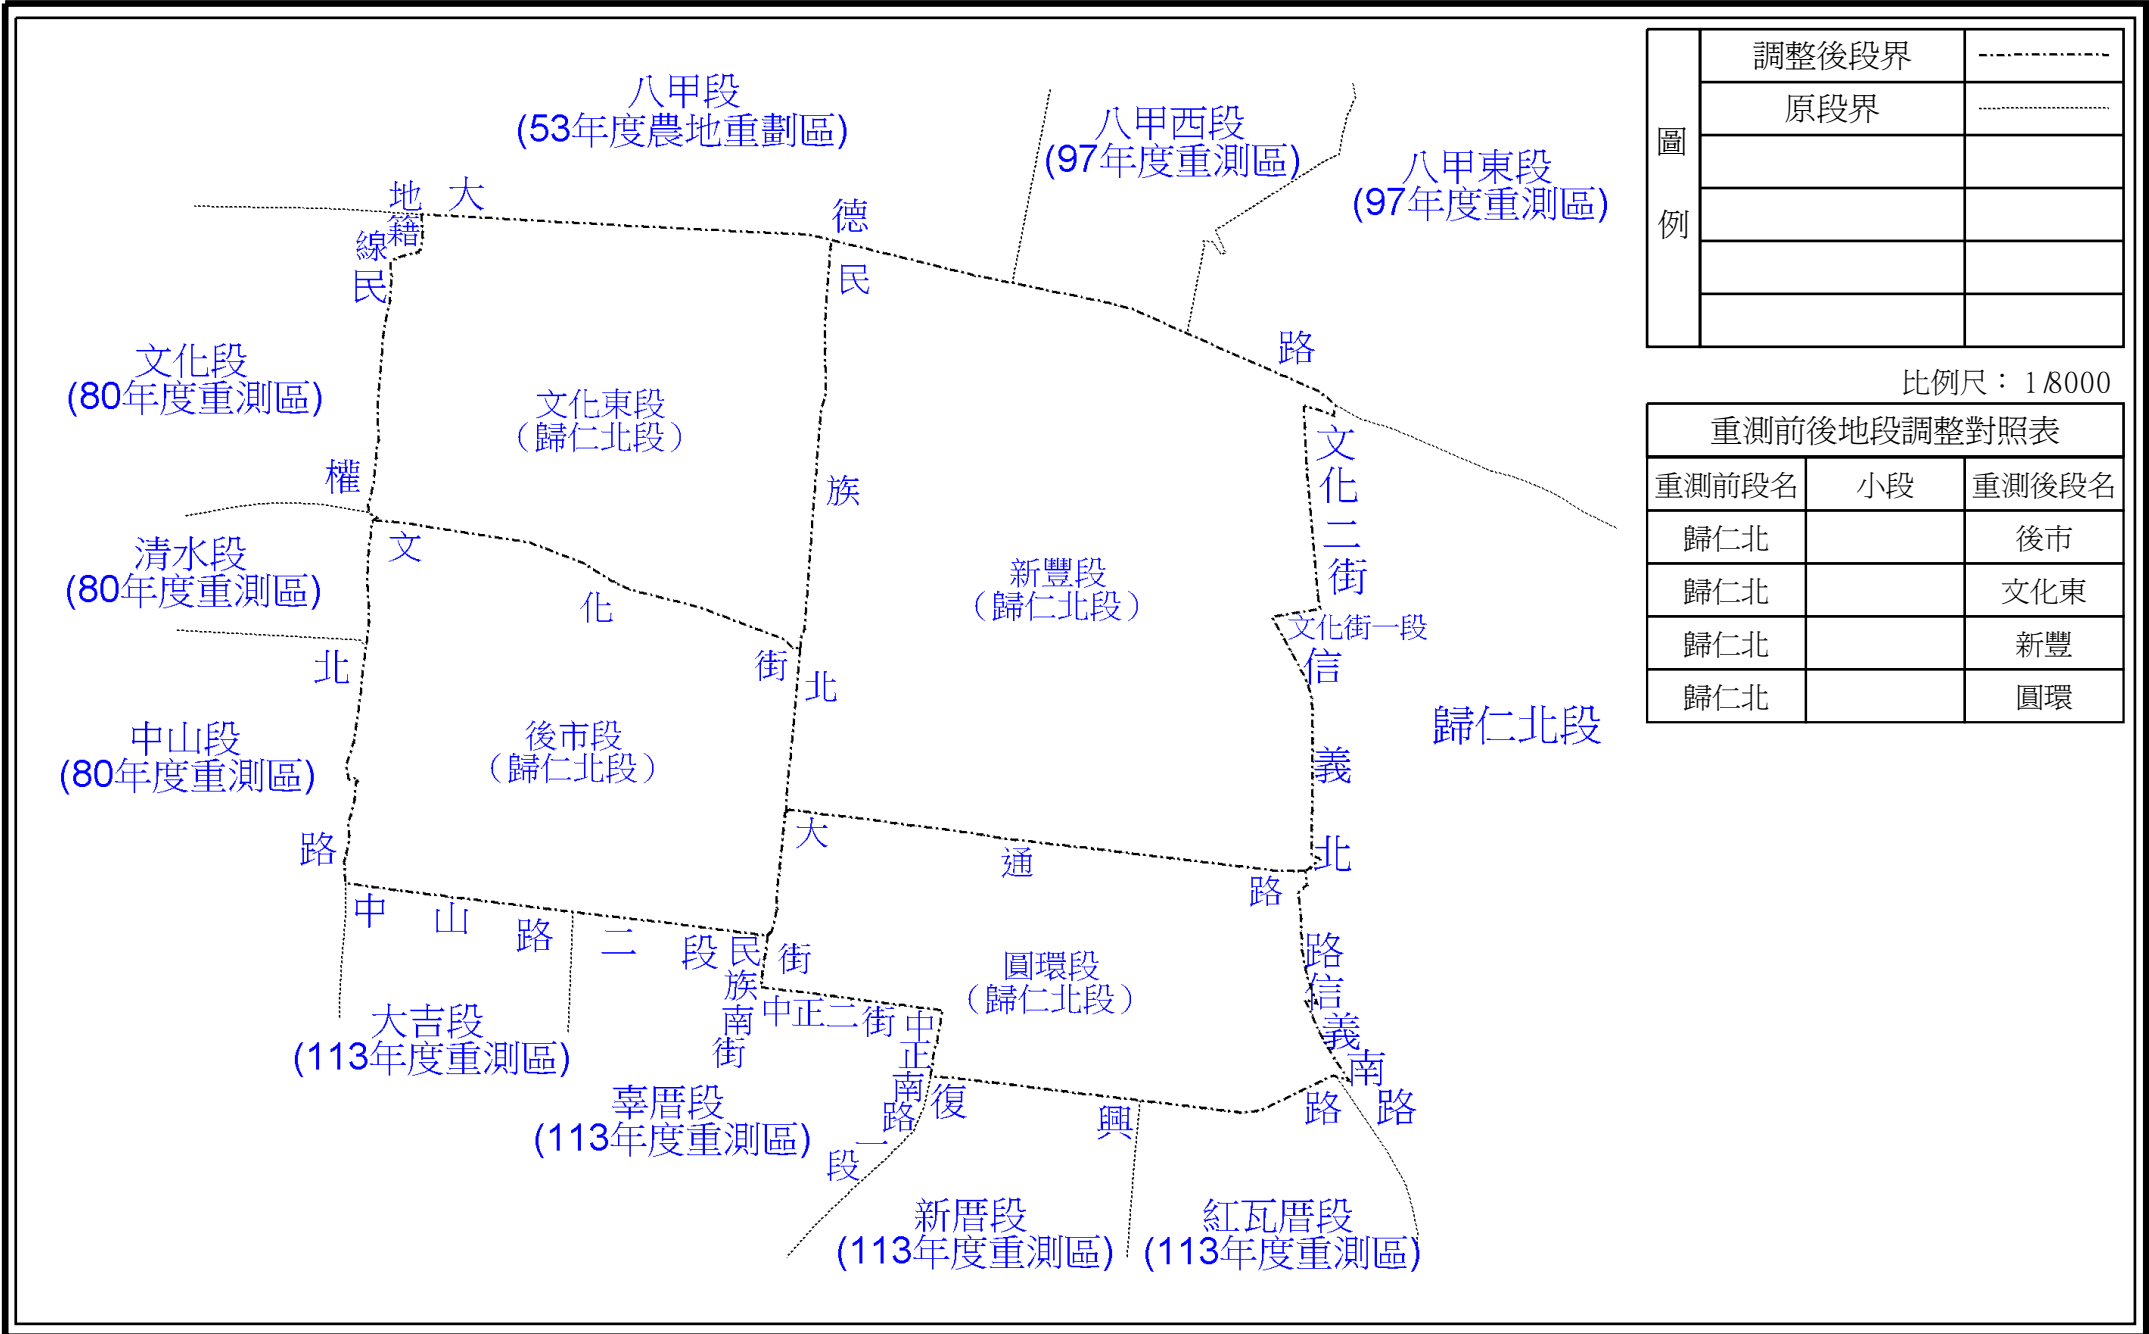 八甲段
(53年度農地重劃區)
八甲西段
(97年度重測區)
八甲東段
(97年度重測區)
大德路
地籍線
民權北路
民族北街
文化段
(80年度重測區)
文化東段
（歸仁北段）
清水段
(80年度重測區)
文化街
新豐段
（歸仁北段）
文化二街
文化街一段
信義北路
歸仁北段
中山段
(80年度重測區)
後市段
（歸仁北段）
大通路
中山路二段
民族南街
中正二街
中正南路一段
圓環段
（歸仁北段）
信義南路
復興路
大吉段
(113年度重測區)
辜厝段
(113年度重測區)
新厝段
(113年度重測區)
紅瓦厝段
(113年度重測區)
圖例
調整後段界
原段界
比例尺：1/8000
重測前後地段調整對照表
重測前段名 小段 重測後段名
歸仁北 後市
歸仁北 文化東
歸仁北 新豐
歸仁北 圓環